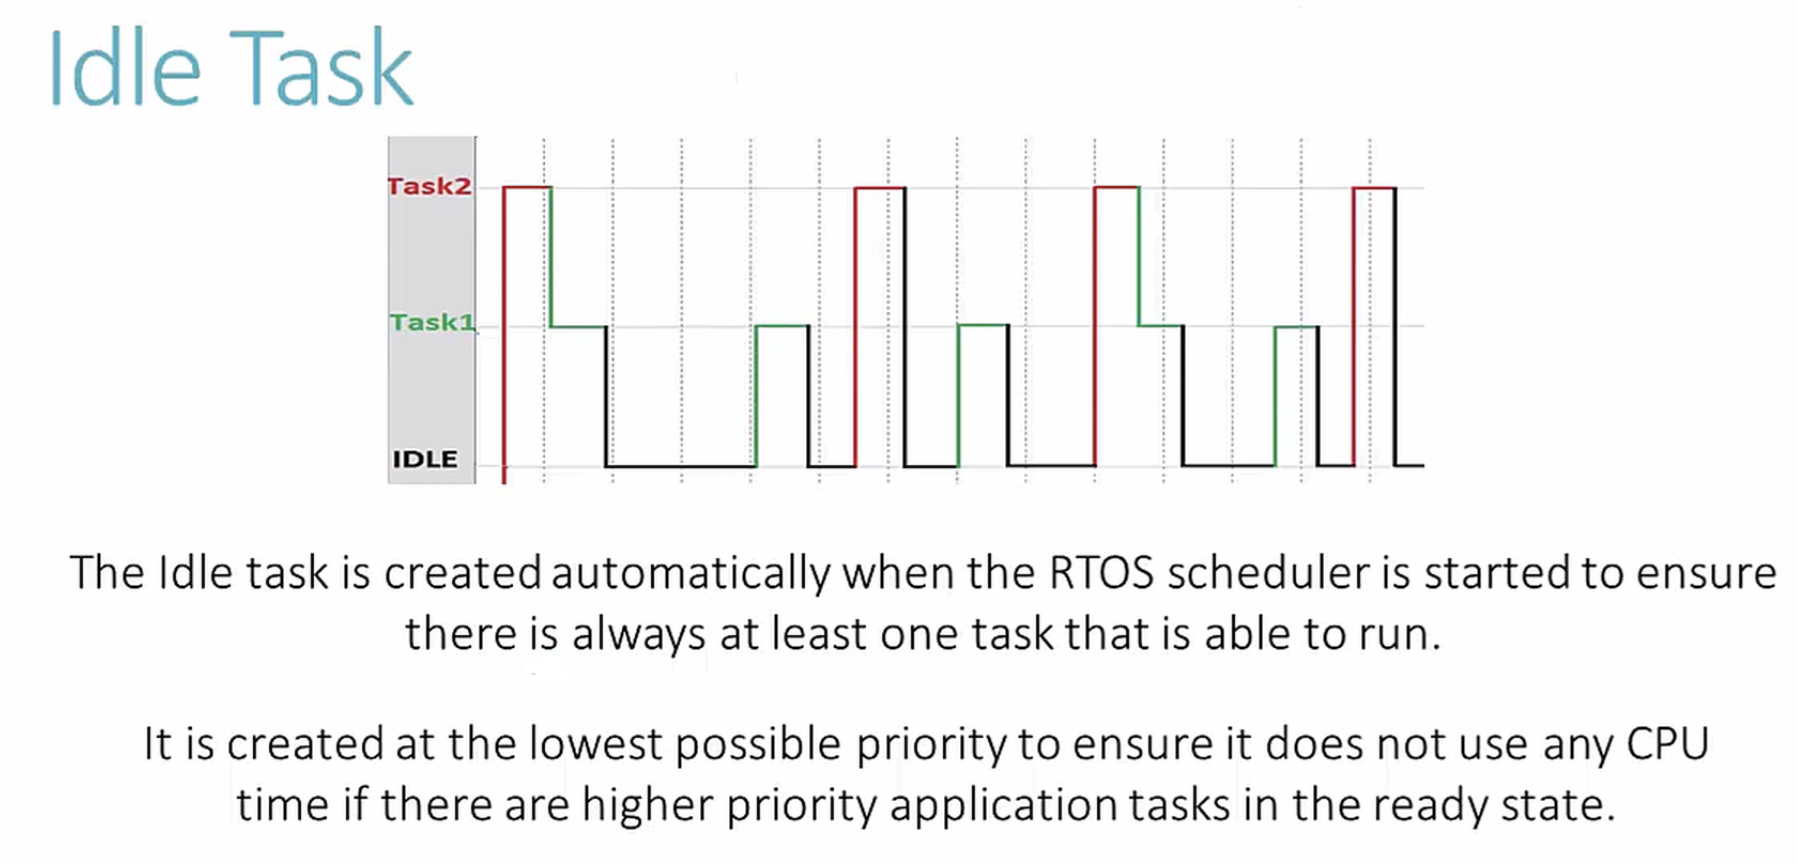 Idle Task
Task2
Task1
IDLE
The Idle task is created automatically when the RTOS scheduler is started to ensure
there is always at least one task that is able to run.
It is created at the lowest possible priority to ensure it does not use any CPU
time if there are higher priority application tasks in the ready state.